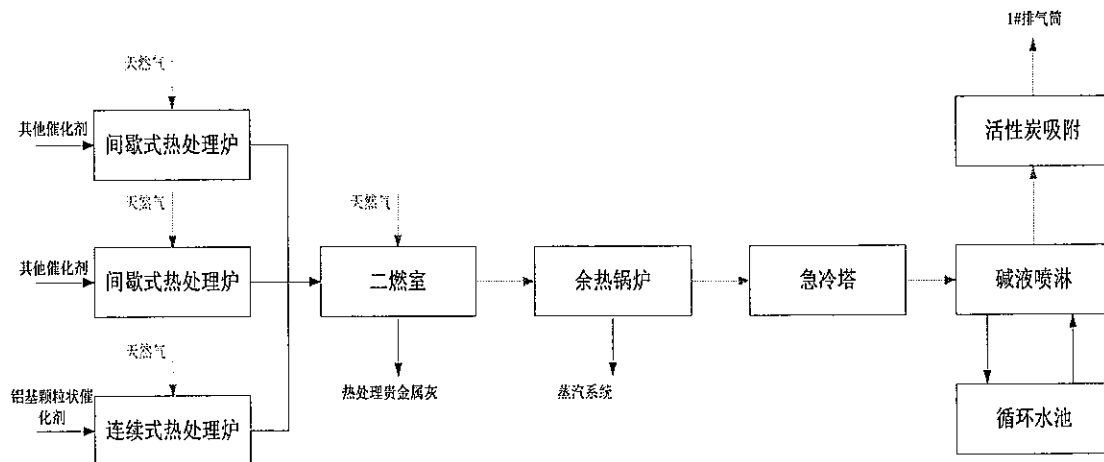 1#排气筒
天然气
其他催化剂
间歇式热处理炉
活性炭吸附
天然气
天然气
其他催化剂
间歇式热处理炉
二燃室
余热锅炉
急冷塔
碱液喷淋
天然气
热处理贵金属灰
蒸汽系统
铝基颗粒状催
化剂
连续式热处理炉
循环水池